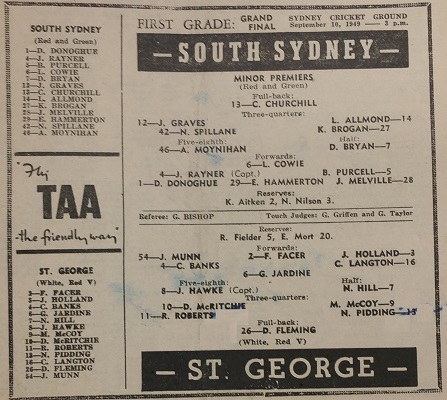 SOUTH SYDNEY
(Red and Green)
1—D. DONOGHUE
4—J. RAYNER
5—B. PURCELL
6—L. COWIE
7—D. BRYAN
12—J. GRAVES
13—C. CHURCHILL
14—L. ALLMOND
27—K. BROGAN
28—J. MELVILLE
29—E. HAMMERTON
42—N. SPILLANE
46—A. MOYNIHAN
"Fly
TAA
-the friendly way"
ST. GEORGE
(White, Red V)
2—F. FACER
3—J. HOLLAND
4—C. BANKS
6—G. JARDINE
7—N. HILL
8—J. HAWKE
9—M. McCOY
10—D. McRITCHIE
11—R. ROBERTS
13—N. PIDDING
16—C. LANGTON
26—D. FLEMING
54—J. MUNN
FIRST GRADE: GRAND FINAL SYDNEY CRICKET GROUND
September 10, 1949 — 3 p.m.
— SOUTH SYDNEY —
MINOR PREMIERS
(Red and Green)
Full-back:
13—C. CHURCHILL
Three-quarters:
12—J. GRAVES L. ALLMOND—14
42—N. SPILLANE K. BROGAN—27
Five-eighth: Half:
46—A. MOYNIHAN D. BRYAN—7
Forwards:
6—L. COWIE
4—J. RAYNER (Capt.) B. PURCELL—5
1—D. DONOGHUE 29—E. HAMMERTON J. MELVILLE—28
Reserves:
K. Aitken 2, N. Nilson 3.
Referee: G. BISHOP Touch Judges: G. Griffen and G. Taylor
Reserves:
R. Fielder 5, E. Mort 20.
Forwards:
54—J. MUNN 2—F. FACER J. HOLLAND—3
4—C. BANKS C. LANGTON—16
6—G. JARDINE
Five-eighth: Half:
8—J. HAWKE (Capt.) N. HILL—7
Three-quarters:
10—D. McRITCHIE M. McCOY—9
11—R. ROBERTS N. PIDDING—13
Full-back:
26—D. FLEMING
(White, Red V)
— ST. GEORGE —